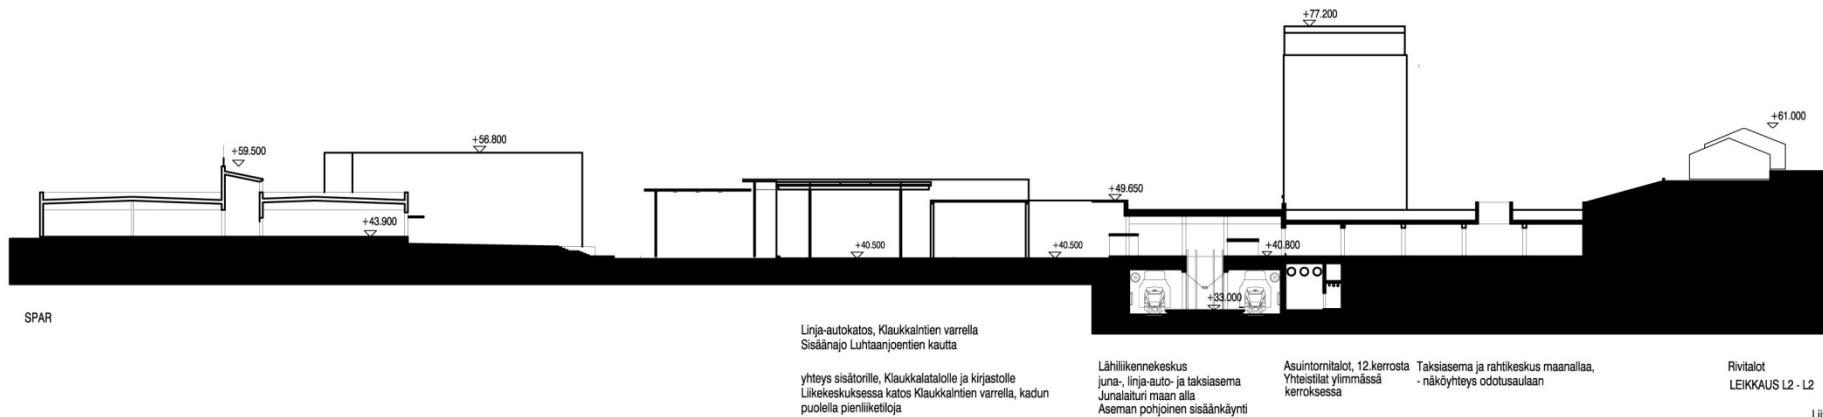 +77.200
+61.000
+56.800
+59.500
+49.650
+43.900
+40.500
+40.500
+40.800
+33.000
SPAR
Linja-autokatos, Klaukkalntien varrella
Sisäänajo Luhtaanjoentien kautta
yhteys sisätorille, Klaukkalatalolle ja kirjastolle
Liikekeskuksessa katos Klaukkalntien varrella, kadun
puolella pienliiketiloja
Lähiliikennekeskus
juna-, linja-auto- ja taksiasema
Junalaituri maan alla
Aseman pohjoinen sisäänkäynti
Asuintornitalot, 12.kerrosta
Yhteistilat ylimmässä
kerroksessa
Taksiasema ja rahtikeskus maanallaa,
- näköyhteys odotusaulaan
Rivitalot
LEIKKAUS L2 - L2